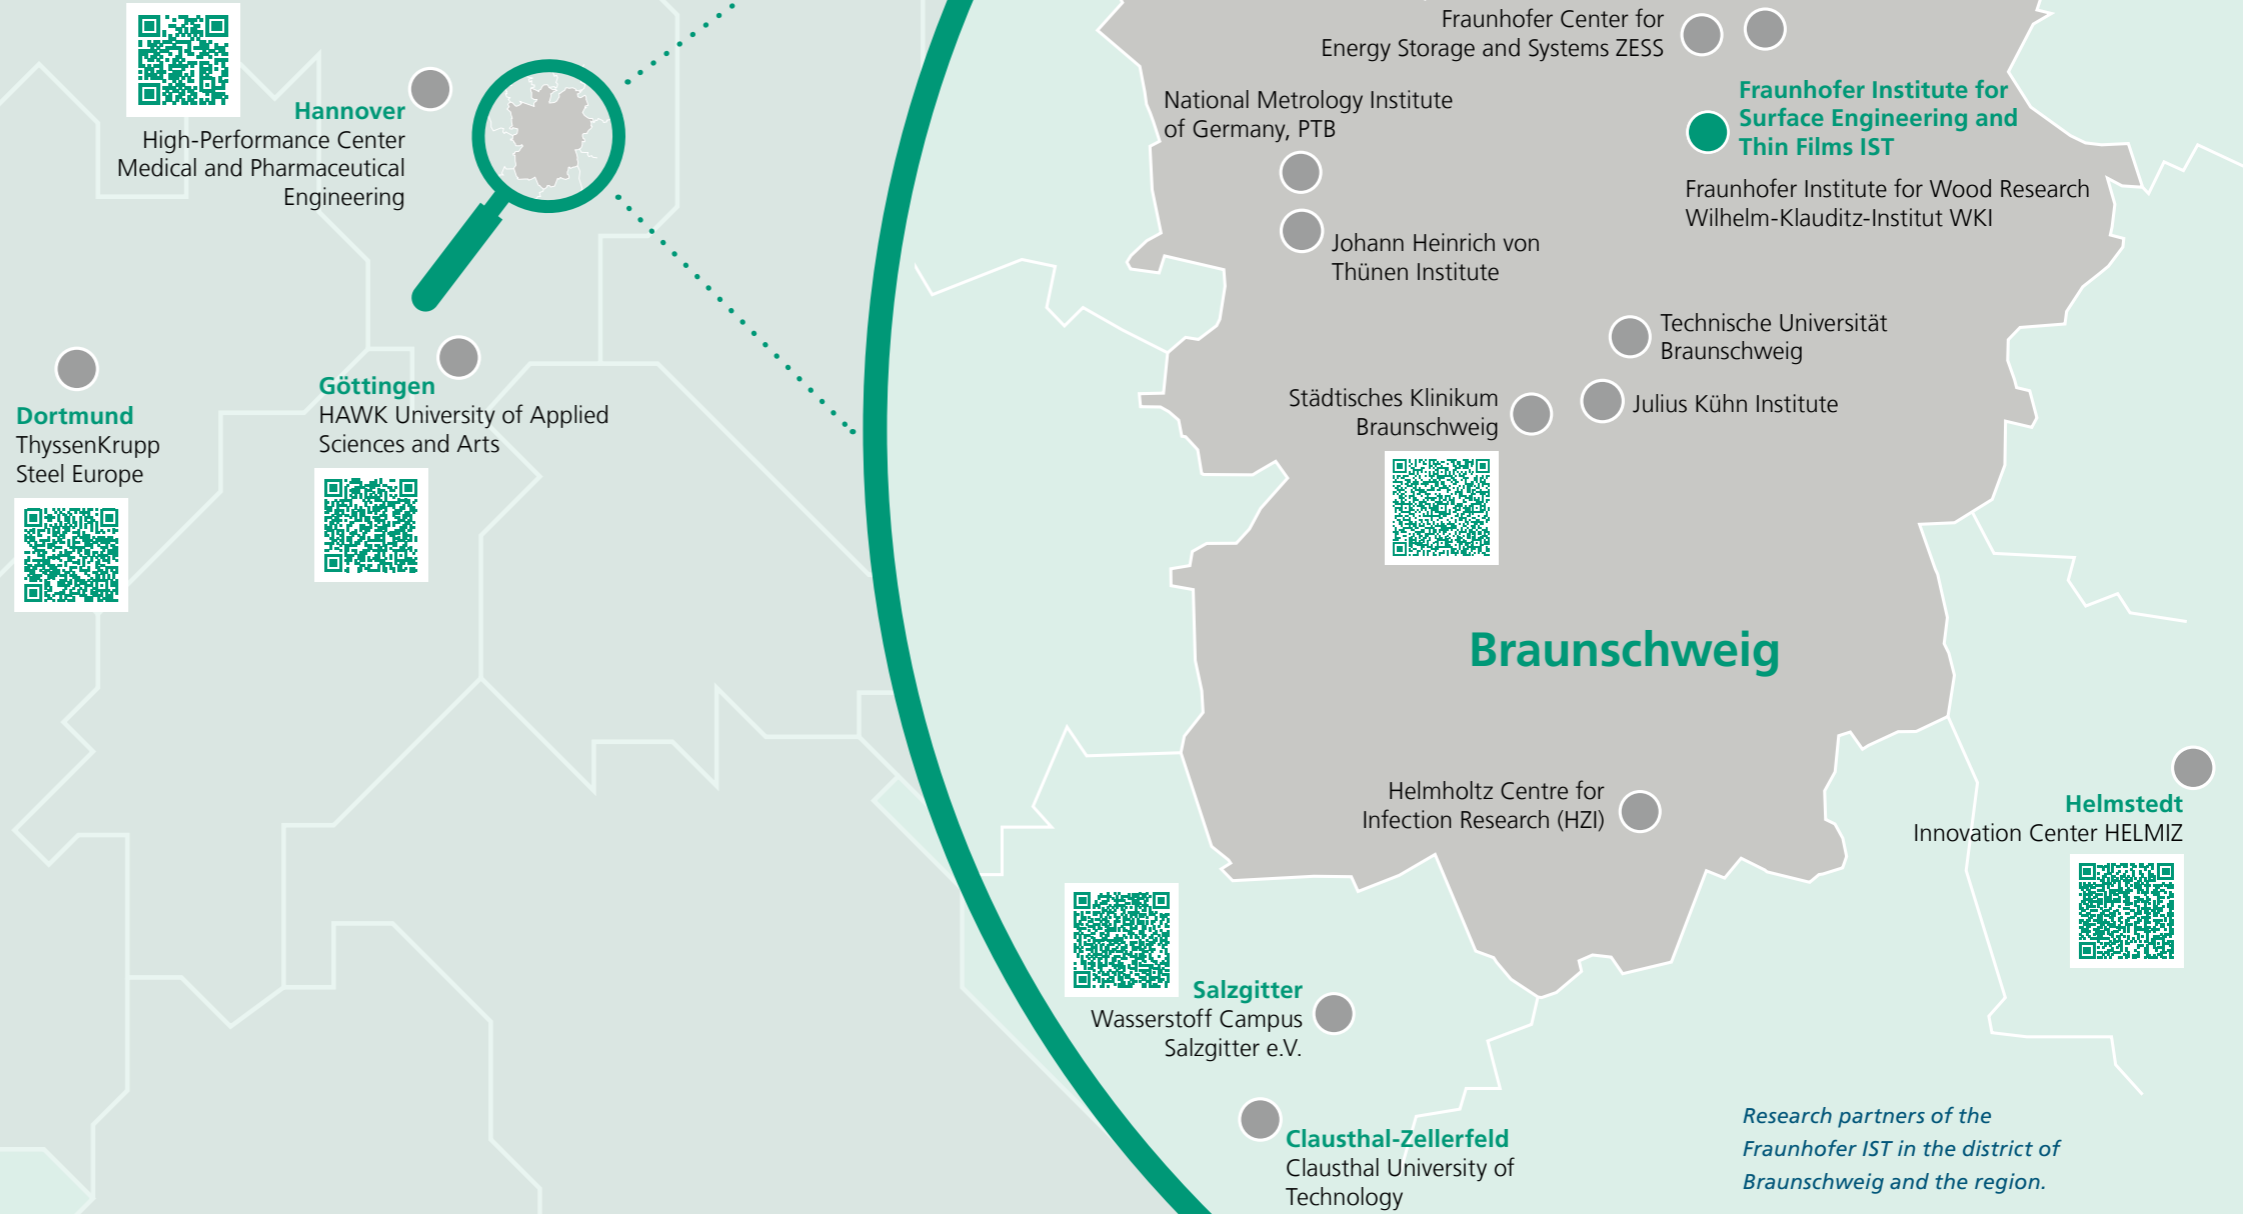 Hannover
High-Performance Center
Medical and Pharmaceutical
Engineering
Dortmund
ThyssenKrupp
Steel Europe
Göttingen
HAWK University of Applied
Sciences and Arts
Fraunhofer Center for
Energy Storage and Systems ZESS
Fraunhofer Institute for
Surface Engineering and
Thin Films IST
National Metrology Institute
of Germany, PTB
Fraunhofer Institute for Wood Research
Wilhelm-Klauditz-Institut WKI
Johann Heinrich von
Thünen Institute
Technische Universität
Braunschweig
Städtisches Klinikum
Braunschweig
Julius Kühn Institute
Braunschweig
Helmholtz Centre for
Infection Research (HZI)
Helmstedt
Innovation Center HELMIZ
Salzgitter
Wasserstoff Campus
Salzgitter e.V.
Clausthal-Zellerfeld
Clausthal University of
Technology
Research partners of the
Fraunhofer IST in the district of
Braunschweig and the region.